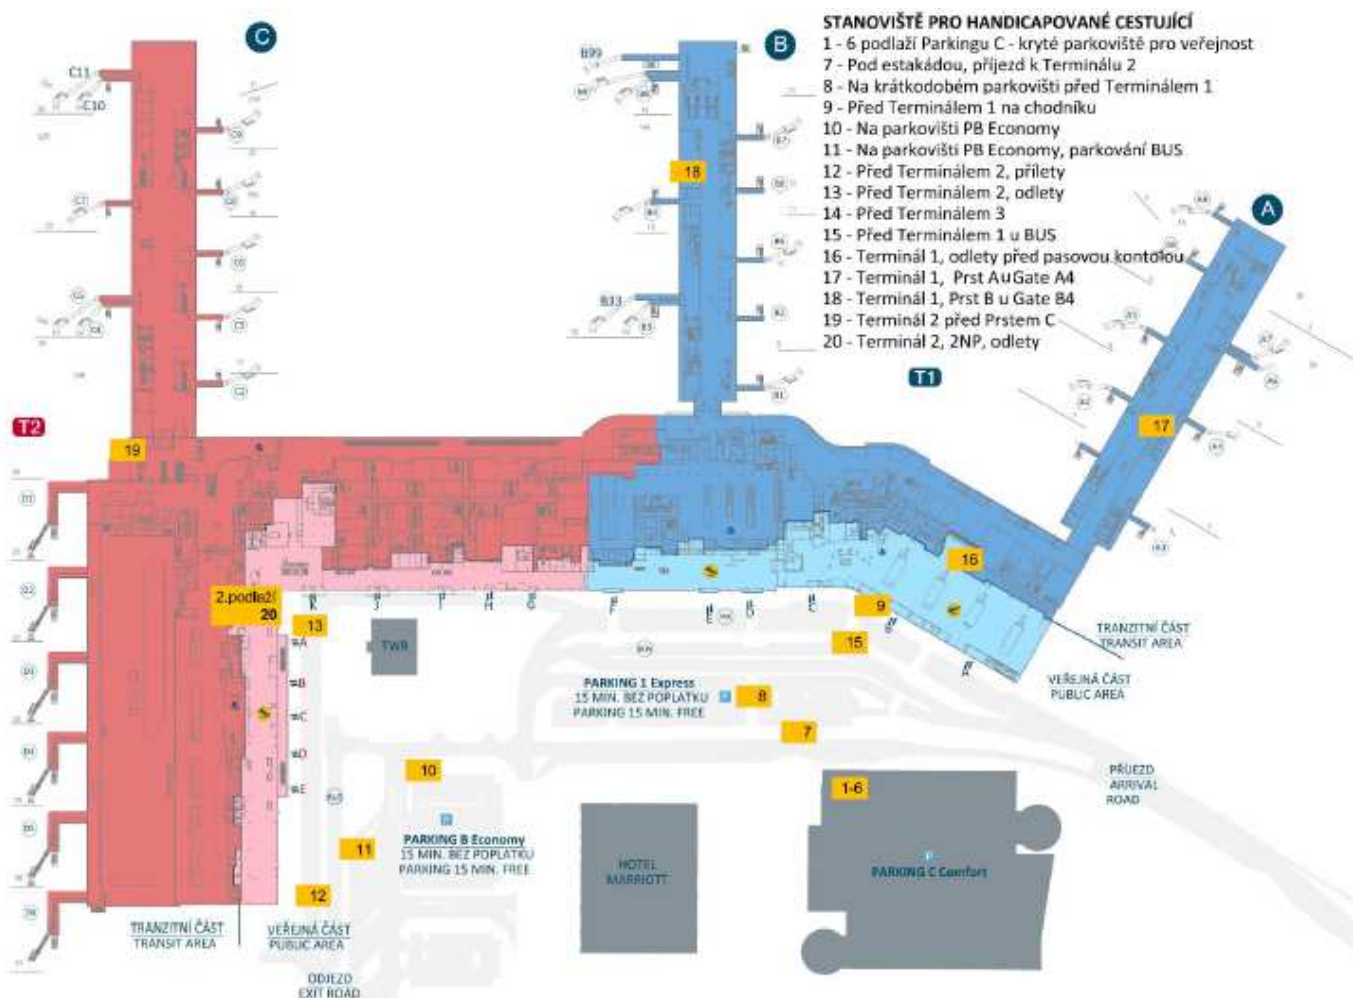 STANOVIŠTĚ PRO HANDICAPOVANÉ CESTUJÍCÍ
1 - 6 podlaží Parkingu C - kryté parkoviště pro veřejnost
7 - Pod estakádou, příjezd k Terminálu 2
8 - Na krátkodobém parkovišti před Terminálem 1
9 - Před Terminálem 1 na chodníku
10 - Na parkovišti PB Economy
11 - Na parkovišti PB Economy, parkování BUS
12 - Před Terminálem 2, přílety
13 - Před Terminálem 2, odlety
14 - Před Terminálem 3
15 - Před Terminálem 1 u BUS
16 - Terminál 1, odlety před pasovou kontolou
17 - Terminál 1, Prst A u Gate A4
18 - Terminál 1, Prst B u Gate B4
19 - Terminál 2 před Prstem C
20 - Terminál 2, 2NP, odlety
C
B
A
C11
C10
B99
B33
18
17
T1
T2
19
16
2.podlaží
20
13
K
J
I
H
G
F
E
D
C
B
A
9
15
TWR
A
B
C
D
E
TRANZITNÍ ČÁST
TRANSIT AREA
VEŘEJNÁ ČÁST
PUBLIC AREA
PARKING 1 Express
15 MIN. BEZ POPLATKU
PARKING 15 MIN. FREE
8
7
10
1-6
PŘÍJEZD
ARRIVAL
ROAD
PARKING B Economy
15 MIN. BEZ POPLATKU
PARKING 15 MIN. FREE
11
12
HOTEL
MARRIOTT
PARKING C Comfort
TRANZITNÍ ČÁST
TRANSIT AREA
VEŘEJNÁ ČÁST
PUBLIC AREA
ODJEZD
EXIT ROAD